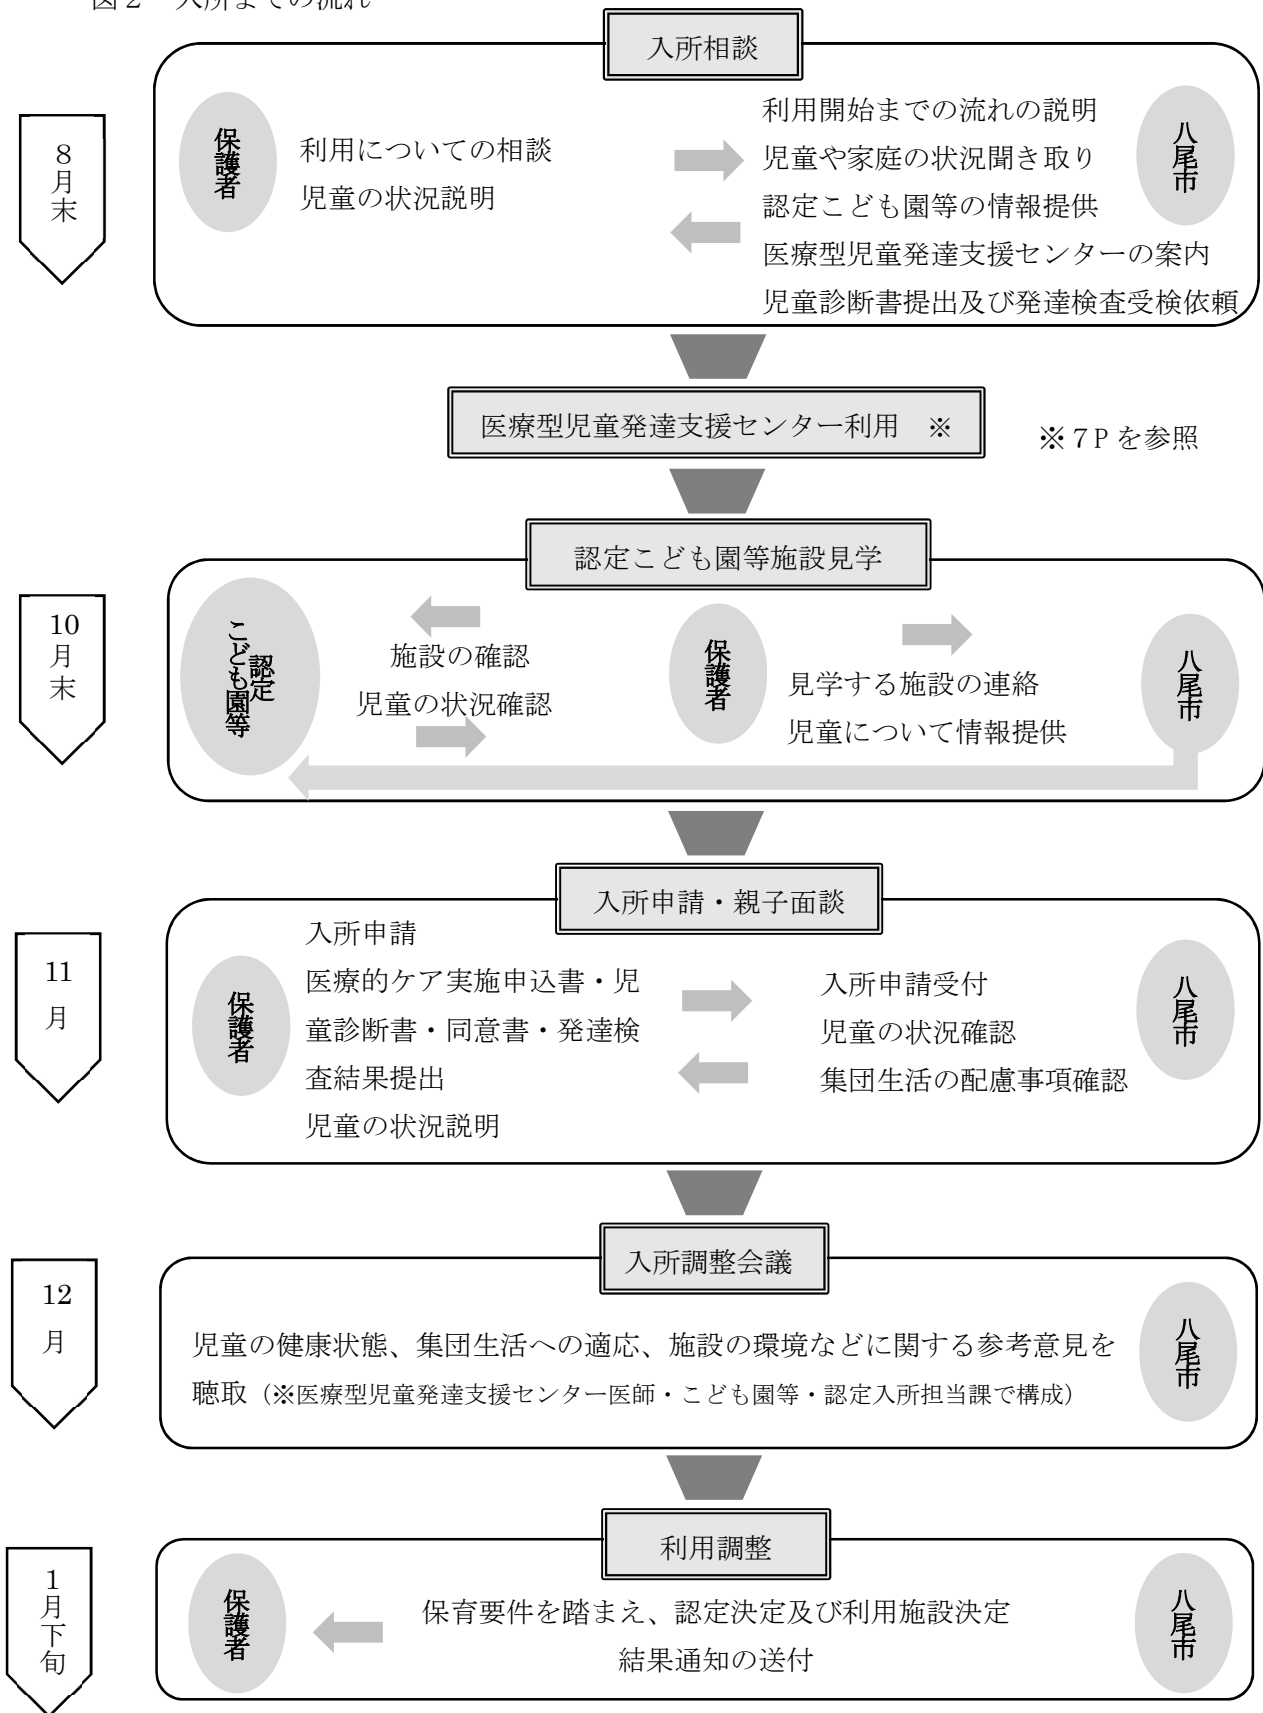 図2 入所までの流れ
入所相談
8月末
保護者
利用についての相談
児童の状況説明
利用開始までの流れの説明
児童や家庭の状況聞き取り
認定こども園等の情報提供
医療型児童発達支援センターの案内
児童診断書提出及び発達検査受検依頼
八尾市
医療型児童発達支援センター利用 ※
※7Pを参照
認定こども園等施設見学
10月末
認定
こども園等
施設の確認
児童の状況確認
保護者
見学する施設の連絡
児童について情報提供
八尾市
入所申請・親子面談
11月
保護者
入所申請
医療的ケア実施申込書・児
童診断書・同意書・発達検
査結果提出
児童の状況説明
入所申請受付
児童の状況確認
集団生活の配慮事項確認
八尾市
入所調整会議
12月
児童の健康状態、集団生活への適応、施設の環境などに関する参考意見を
聴取(※医療型児童発達支援センター医師・こども園等・認定入所担当課で構成)
八尾市
利用調整
1月下旬
保護者
保育要件を踏まえ、認定決定及び利用施設決定
結果通知の送付
八尾市